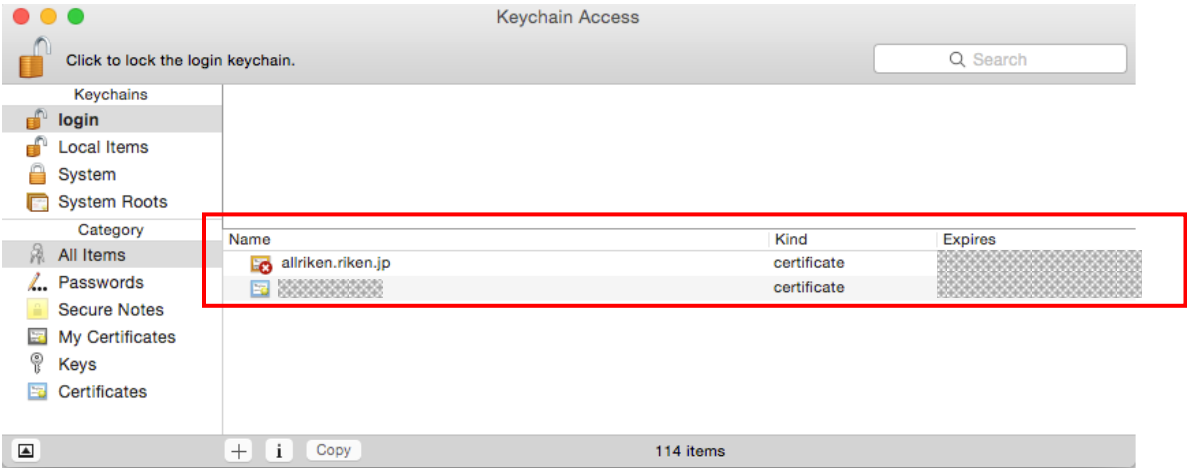 Keychain Access
Click to lock the login keychain.
Search
Keychains
login
Local Items
System
System Roots
Category
All Items
Passwords
Secure Notes
My Certificates
Keys
Certificates
Name Kind Expires
allriken.riken.jp certificate
certificate
Copy
114 items